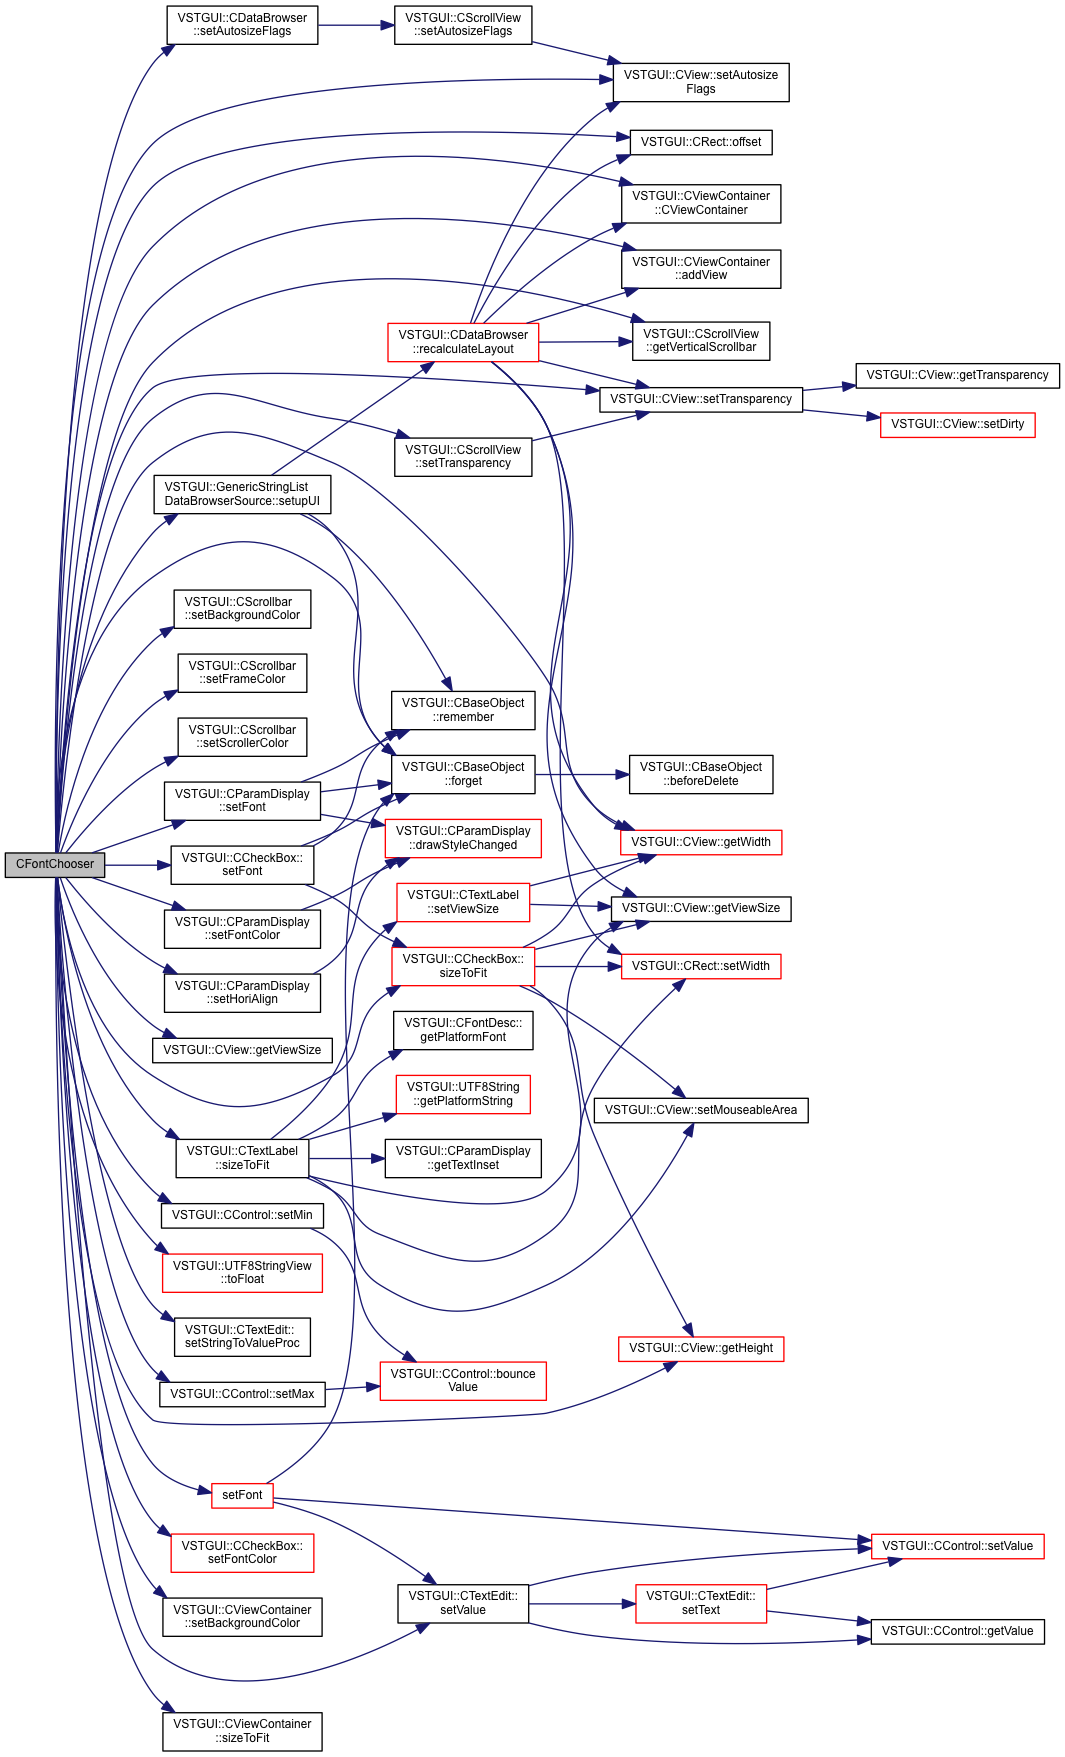 VSTGUI::CDataBrowser
::setAutosizeFlags
VSTGUI::CScrollView
::setAutosizeFlags
VSTGUI::CView::setAutosize
Flags
VSTGUI::CRect::offset
VSTGUI::CViewContainer
::CViewContainer
VSTGUI::CViewContainer
::addView
VSTGUI::CDataBrowser
::recalculateLayout
VSTGUI::CScrollView
::getVerticalScrollbar
VSTGUI::CView::getTransparency
VSTGUI::CView::setTransparency
VSTGUI::CView::setDirty
VSTGUI::CScrollView
::setTransparency
VSTGUI::GenericStringList
DataBrowserSource::setupUI
VSTGUI::CScrollbar
::setBackgroundColor
VSTGUI::CScrollbar
::setFrameColor
VSTGUI::CBaseObject
::remember
VSTGUI::CScrollbar
::setScrollerColor
VSTGUI::CBaseObject
::forget
VSTGUI::CBaseObject
::beforeDelete
VSTGUI::CParamDisplay
::setFont
VSTGUI::CParamDisplay
::drawStyleChanged
VSTGUI::CView::getWidth
CFontChooser
VSTGUI::CCheckBox::
setFont
VSTGUI::CTextLabel
::setViewSize
VSTGUI::CView::getViewSize
VSTGUI::CParamDisplay
::setFontColor
VSTGUI::CCheckBox::
sizeToFit
VSTGUI::CRect::setWidth
VSTGUI::CParamDisplay
::setHoriAlign
VSTGUI::CFontDesc::
getPlatformFont
VSTGUI::CView::getViewSize
VSTGUI::UTF8String
::getPlatformString
VSTGUI::CView::setMouseableArea
VSTGUI::CTextLabel
::sizeToFit
VSTGUI::CParamDisplay
::getTextInset
VSTGUI::CControl::setMin
VSTGUI::UTF8StringView
::toFloat
VSTGUI::CTextEdit::
setStringToValueProc
VSTGUI::CView::getHeight
VSTGUI::CControl::setMax
VSTGUI::CControl::bounce
Value
setFont
VSTGUI::CCheckBox::
setFontColor
VSTGUI::CControl::setValue
VSTGUI::CViewContainer
::setBackgroundColor
VSTGUI::CTextEdit::
setValue
VSTGUI::CTextEdit::
setText
VSTGUI::CControl::getValue
VSTGUI::CViewContainer
::sizeToFit